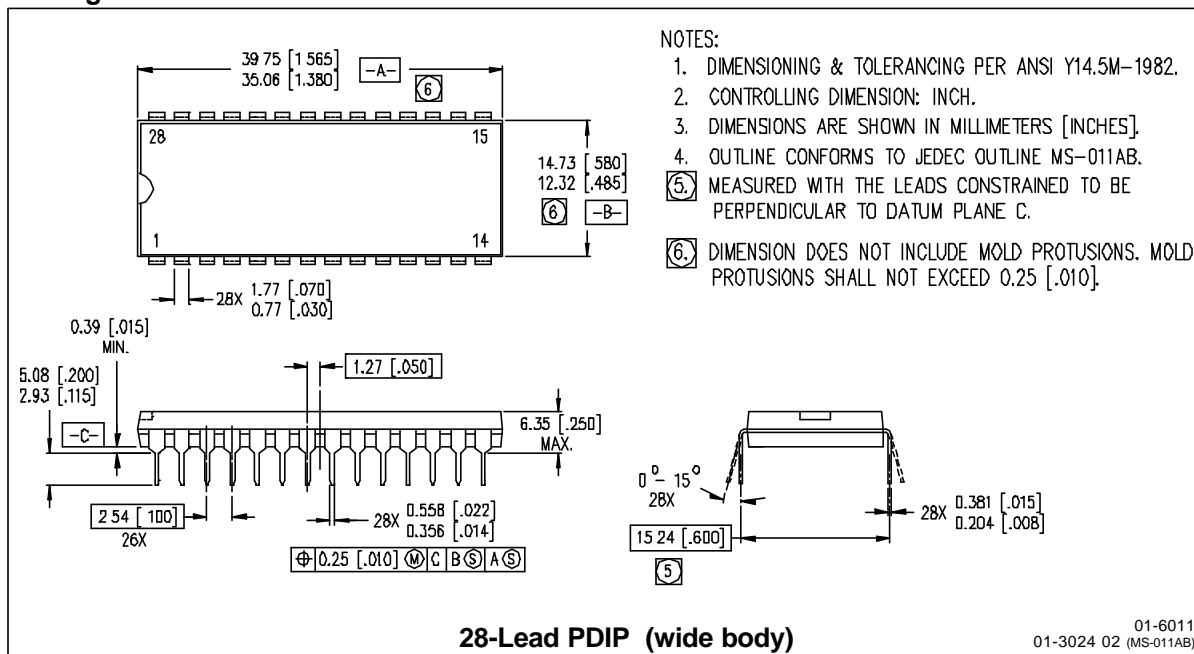 39.75 [1.565]
35.06 [1.380]
-A-
6
28
15
1
14
14.73 [.580]
12.32 [.485]
6
-B-
28X 1.77 [.070]
0.77 [.030]
NOTES:
1. DIMENSIONING & TOLERANCING PER ANSI Y14.5M-1982.
2. CONTROLLING DIMENSION: INCH.
3. DIMENSIONS ARE SHOWN IN MILLIMETERS [INCHES].
4. OUTLINE CONFORMS TO JEDEC OUTLINE MS-011AB.
5. MEASURED WITH THE LEADS CONSTRAINED TO BE
PERPENDICULAR TO DATUM PLANE C.
6. DIMENSION DOES NOT INCLUDE MOLD PROTUSIONS. MOLD
PROTUSIONS SHALL NOT EXCEED 0.25 [.010].
0.39 [.015]
MIN.
5.08 [.200]
2.93 [.115]
-C-
1.27 [.050]
6.35 [.250]
MAX.
2.54 [.100]
26X
28X 0.558 [.022]
0.356 [.014]
⌖ 0.25 [.010] Ⓜ C BⓈ AⓈ
0° - 15°
28X
28X 0.381 [.015]
0.204 [.008]
15.24 [.600]
5
28-Lead PDIP (wide body)
01-6011
01-3024 02 (MS-011AB)